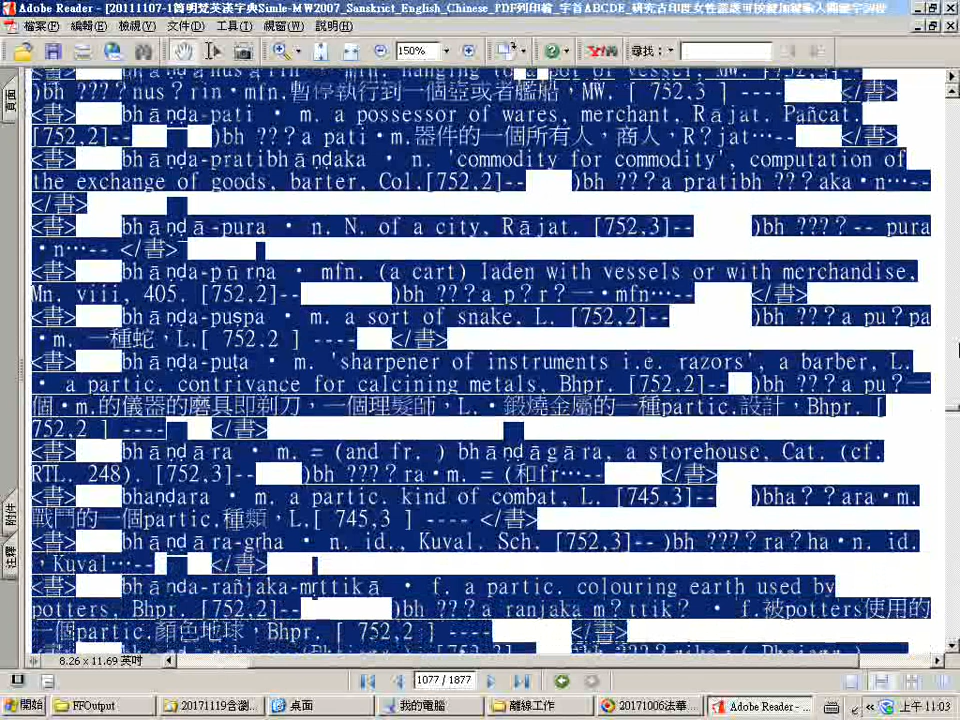 Adobe Reader - [20111107-1簡明梵英漢字典Simle-MW2007_Sanskrict_English_Chinese_PDF列印檔_字首ABCDE_研究古印度女性
檔案(F) 編輯(E) 檢視(V) 文件(D) 工具(I) 視窗(W) 說明(H)
150% 尋找：
)bh ???？nus？rin‧mfn.暫停執行到一個壺或者艦船，MW. [ 752,3 ] ---- </書>
<書> bhāṇḍa-pati ‧ m. a possessor of wares, merchant, Rājat. Pañcat.
[752,2]-- )bh ??？a pati‧m.器件的一個所有人，商人，R？jat…-- </書>
<書> bhāṇḍa-pratibhāṇḍaka ‧ n. 'commodity for commodity', computation of
the exchange of goods, barter, Col.[752,2]-- )bh ??？a pratibh ??？aka‧n…--
</書>
<書> bhāṇḍā-pura ‧ n. N. of a city, Rājat. [752,3]-- )bh ???？ -- pura
‧n…-- </書>
<書> bhāṇḍa-pūrṇa ‧ mfn. (a cart) laden with vessels or with merchandise,
Mn. viii, 405. [752,2]-- )bh ??？a p？r？一‧mfn…-- </書>
<書> bhāṇḍa-puṣpa ‧ m. a sort of snake, L. [752,2]-- )bh ??？a pu？pa
‧m. 一種蛇，L.[ 752,2 ] ---- </書>
<書> bhāṇḍa-puṭa ‧ m. 'sharpener of instruments i.e. razors', a barber, L.
‧ a partic. contrivance for calcining metals, Bhpr. [752,2]-- )bh ??？a pu？一
個‧m.的儀器的磨具即剃刀，一個理髮師，L.‧鍛燒金屬的一種partic.設計，Bhpr. [
752,2 ] ---- </書>
<書> bhāṇḍāra ‧ m. = (and fr. ) bhāṇḍāgāra, a storehouse, Cat. (cf.
RTL. 248). [752,3]-- )bh ???？ra‧m. = (和fr…-- </書>
<書> bhaṇḍara ‧ m. a partic. kind of combat, L. [745,3]-- )bha？？ara‧m.
戰鬥的一個partic.種類，L.[ 745,3 ] ---- </書>
<書> bhāṇḍāra-gṛha ‧ n. id., Kuval. Sch. [752,3]-- )bh ???？ra？ha‧n. id.
，Kuval…-- </書>
<書> bhāṇḍa-rañjaka-mṛttikā ‧ f. a partic. colouring earth used by
potters, Bhpr. [752,2]-- )bh ???？a ranjaka m？ttik？ ‧ f.被potters使用的
一個partic.顏色地球，Bhpr. [ 752,2 ] ----  </書>
頁面
附件
注釋
8.26 x 11.69 英吋
1077 / 1877
開始 FFOutput 20171119含瀏... 桌面 我的電腦 離線工作 20171006法華... Adobe Reader - ... 上午 11:03